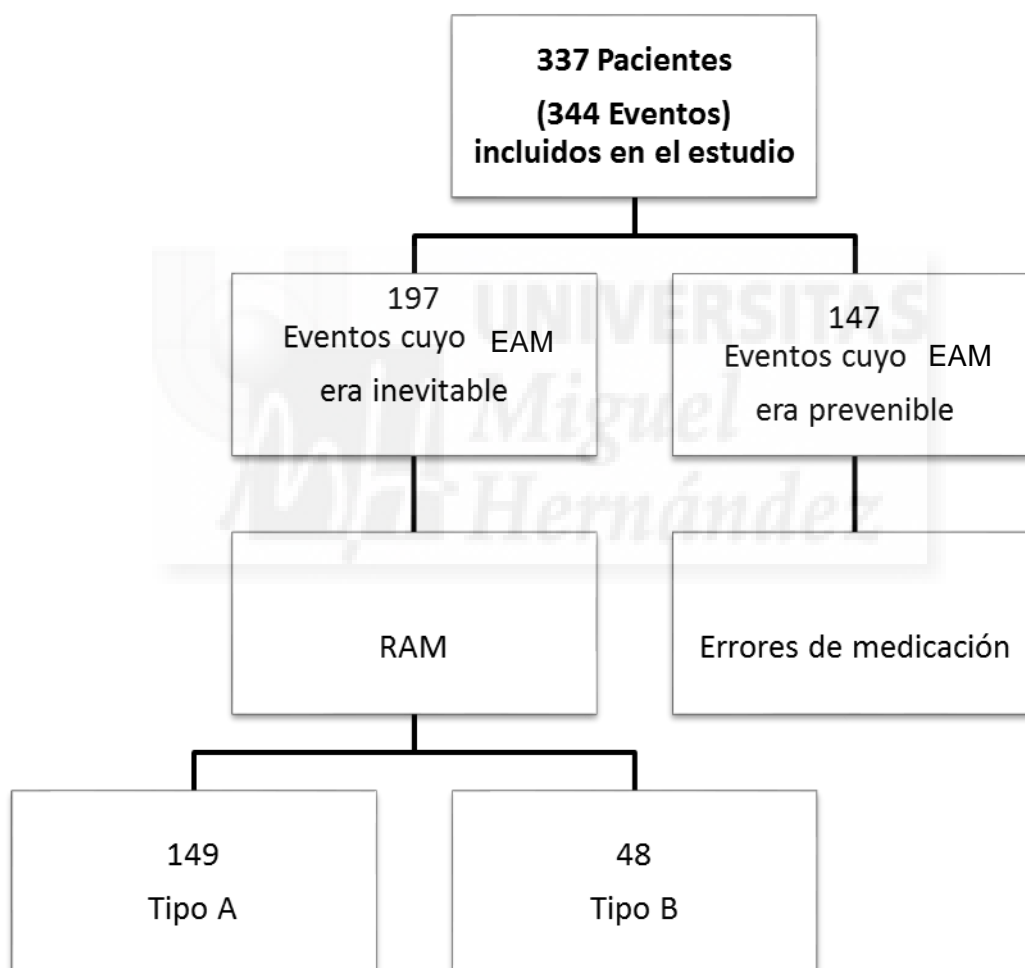 337 Pacientes
(344 Eventos)
incluidos en el estudio
197
Eventos cuyo EAM
era inevitable
147
Eventos cuyo EAM
era prevenible
UNIVERSITAS
Miguel
Hernández
RAM
Errores de medicación
149
Tipo A
48
Tipo B